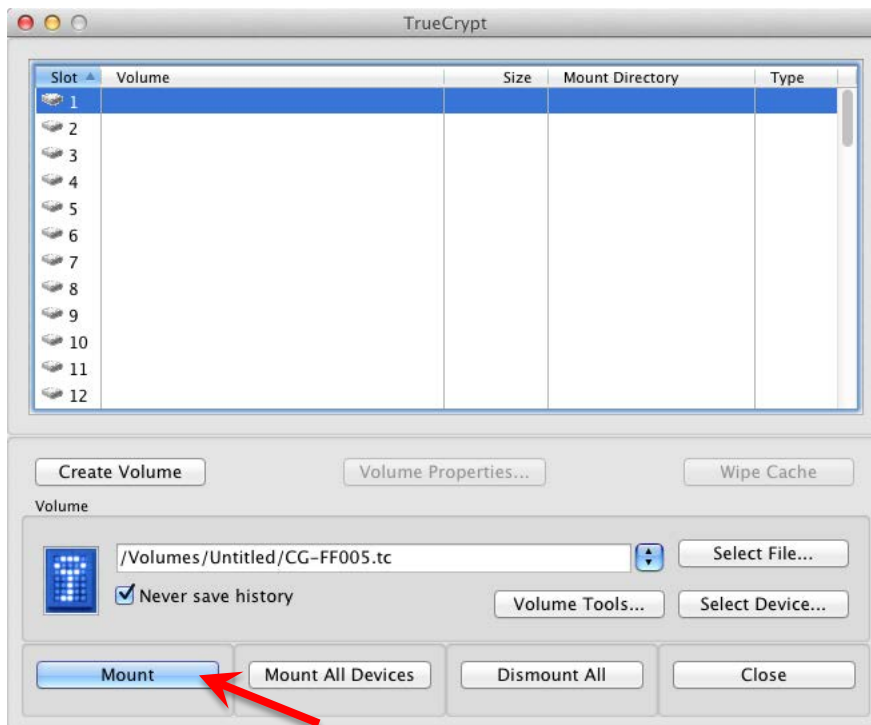 TrueCrypt
Slot Volume Size Mount Directory Type
1
2
3
4
5
6
7
8
9
10
11
12
Create Volume Volume Properties... Wipe Cache
Volume
/Volumes/Untitled/CG-FF005.tc Select File...
Never save history Volume Tools... Select Device...
Mount Mount All Devices Dismount All Close